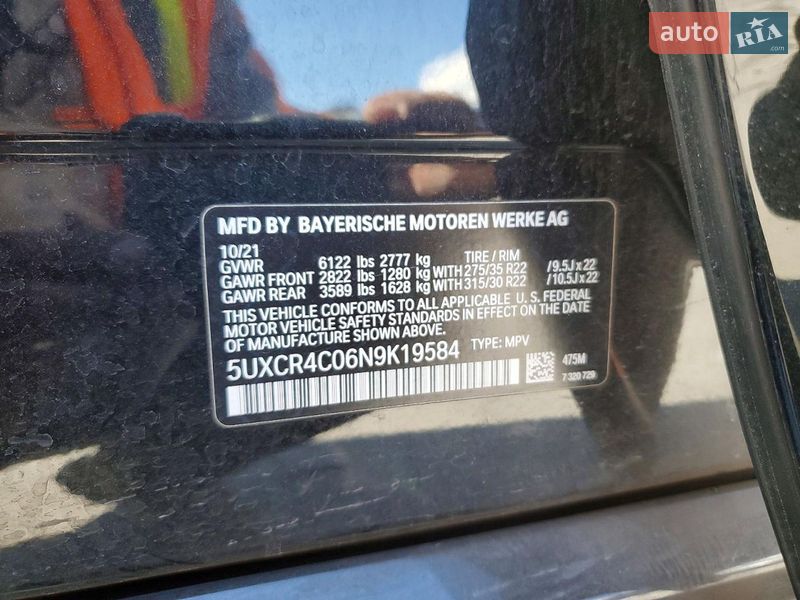 auto RIA .com
MFD BY BAYERISCHE MOTOREN WERKE AG
10/21 TIRE / RIM
GVWR 6122 lbs 2777 kg
GAWR FRONT 2822 lbs 1280 kg WITH 275/35 R22 /9.5J x 22
GAWR REAR 3589 lbs 1628 kg WITH 315/30 R22 /10.5J x 22
THIS VEHICLE CONFORMS TO ALL APPLICABLE U. S. FEDERAL
MOTOR VEHICLE SAFETY STANDARDS IN EFFECT ON THE DATE
OF MANUFACTURE SHOWN ABOVE.
5UXCR4C06N9K19584 TYPE: MPV
475M
7 320 729